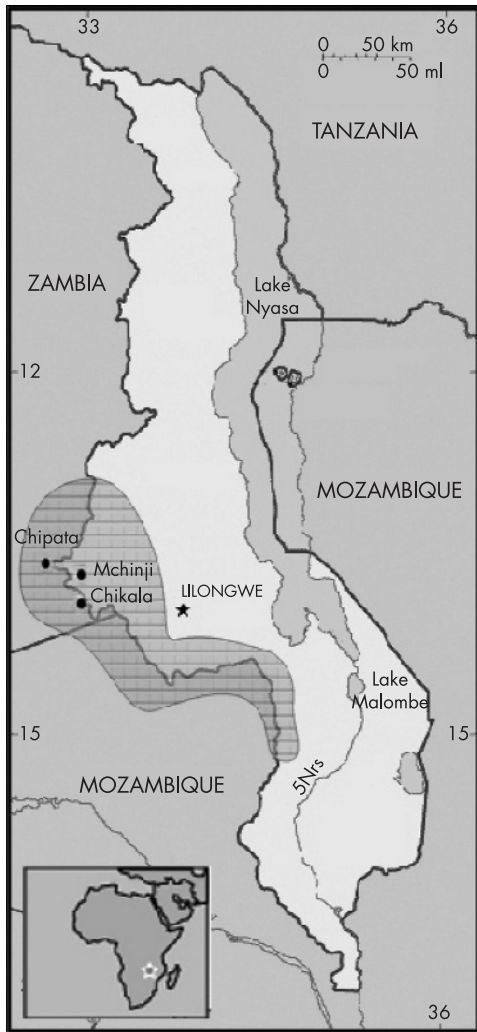 33 36
0 50 km
0 50 ml
TANZANIA
ZAMBIA
Lake
Nyasa
12
MOZAMBIQUE
Chipata
Mchinji
LILONGWE
Chikala
Lake
Malombe
15 15
5Nrs
MOZAMBIQUE
36